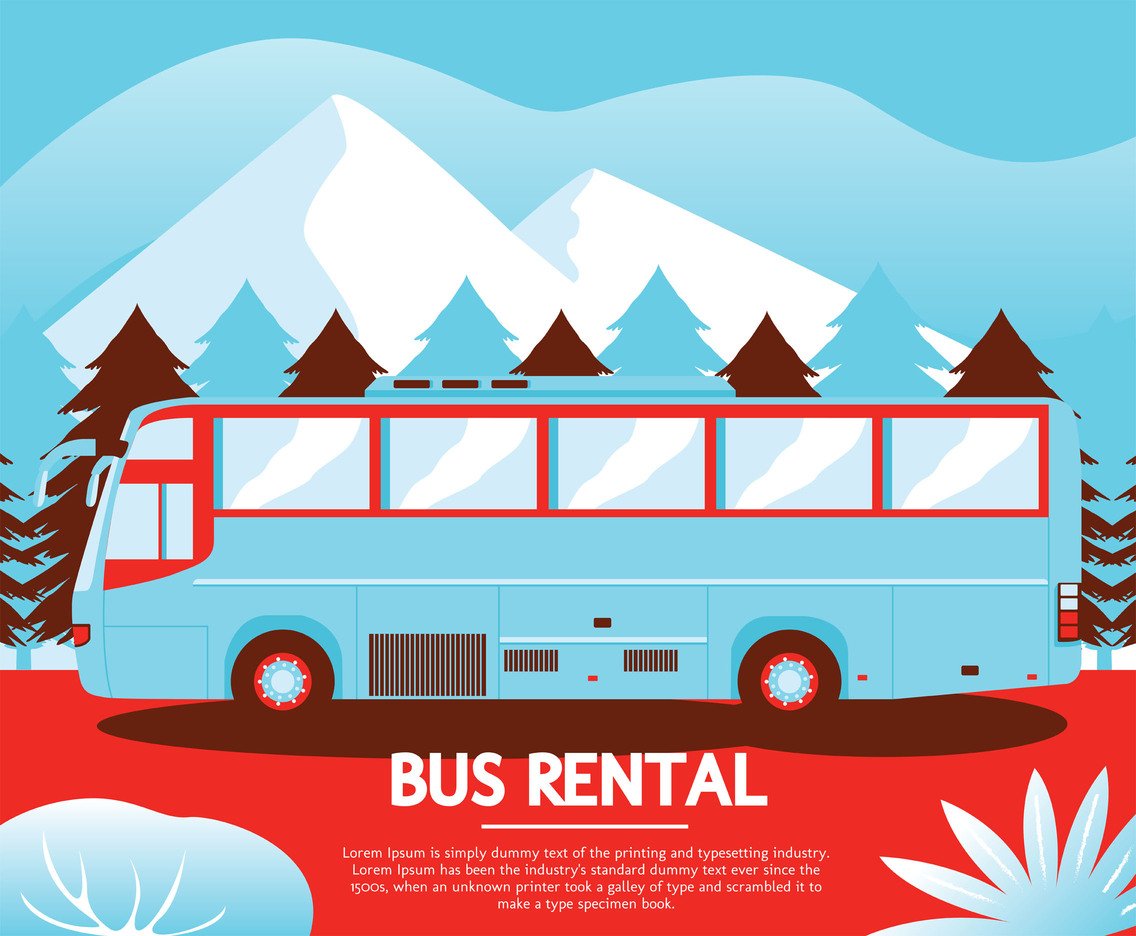 BUS RENTAL
Lorem Ipsum is simply dummy text of the printing and typesetting industry.
Lorem Ipsum has been the industry's standard dummy text ever since the
1500s, when an unknown printer took a galley of type and scrambled it to
make a type specimen book.